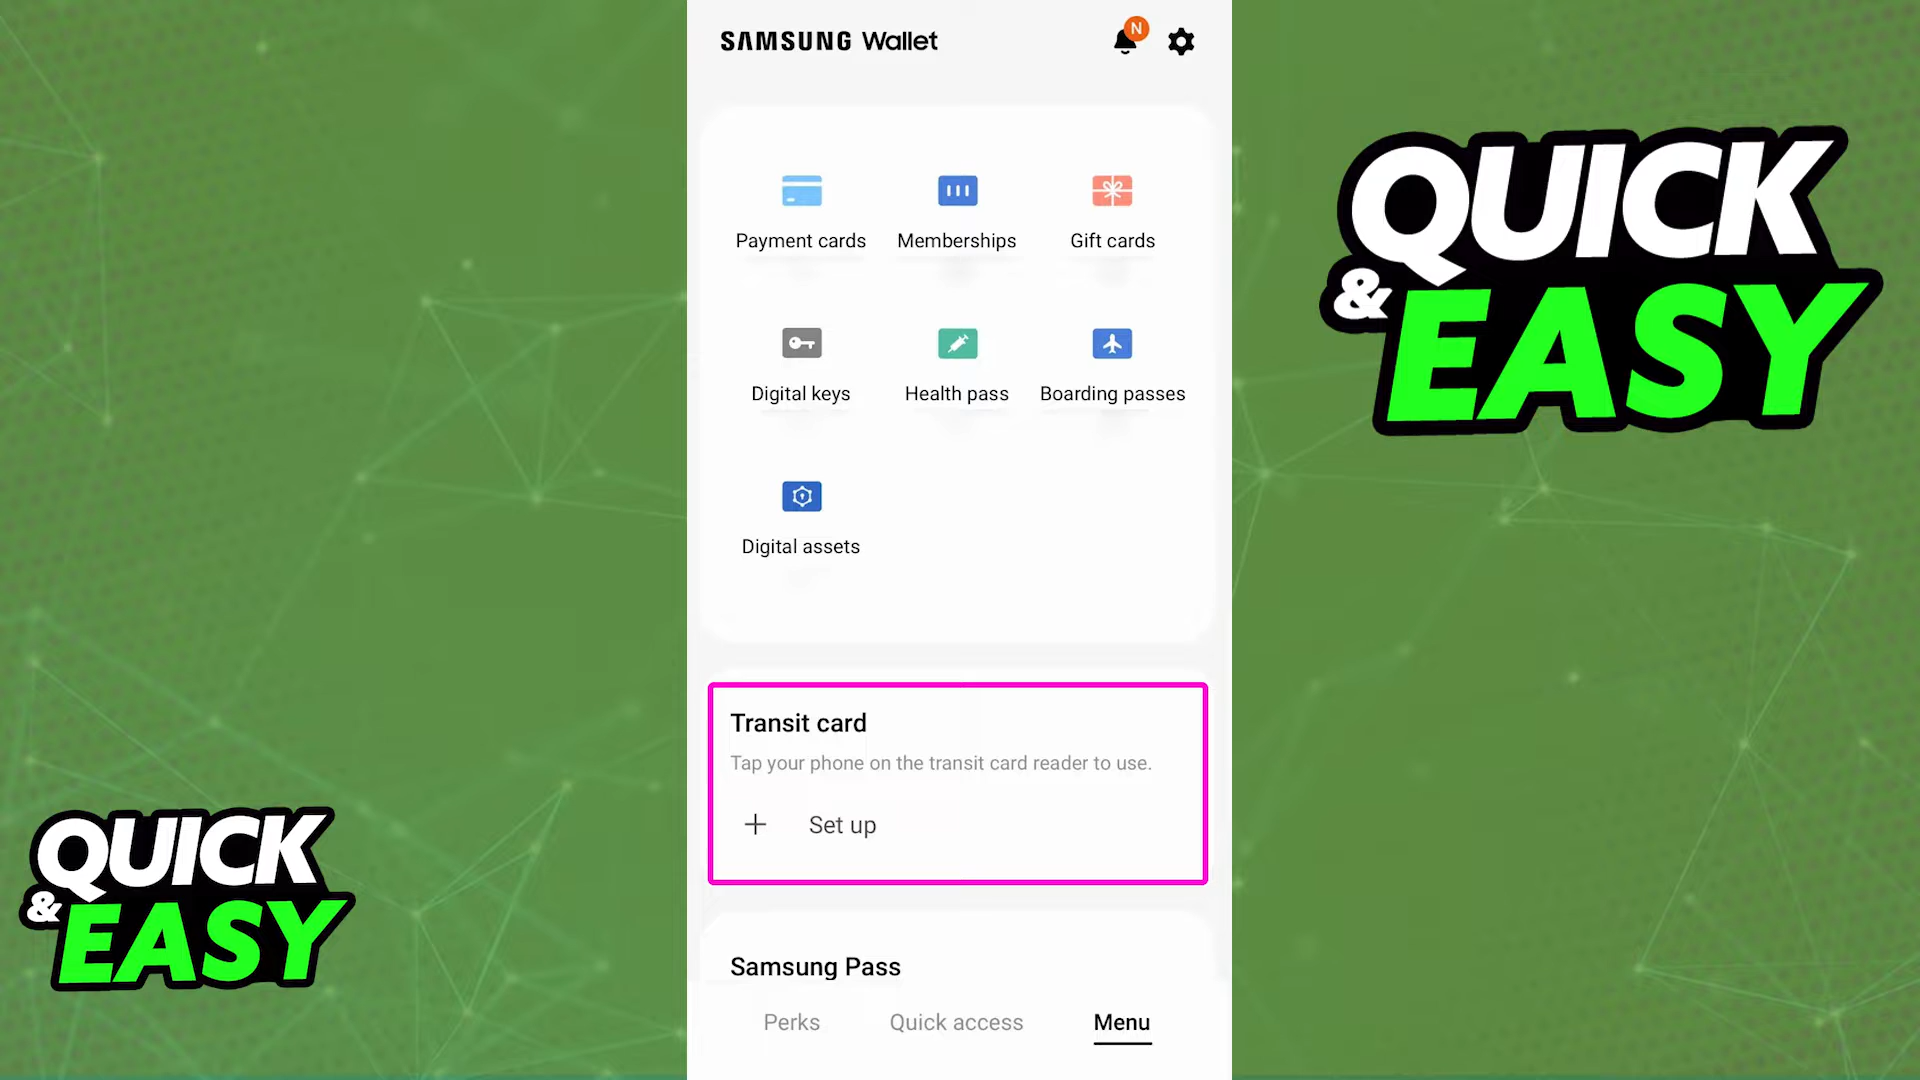 SAMSUNG Wallet
N
Payment cards
Memberships
Gift cards
Digital keys
Health pass
Boarding passes
Digital assets
Transit card
Tap your phone on the transit card reader to use.
+ Set up
Samsung Pass
Perks
Quick access
Menu
QUICK
& EASY
QUICK
& EASY